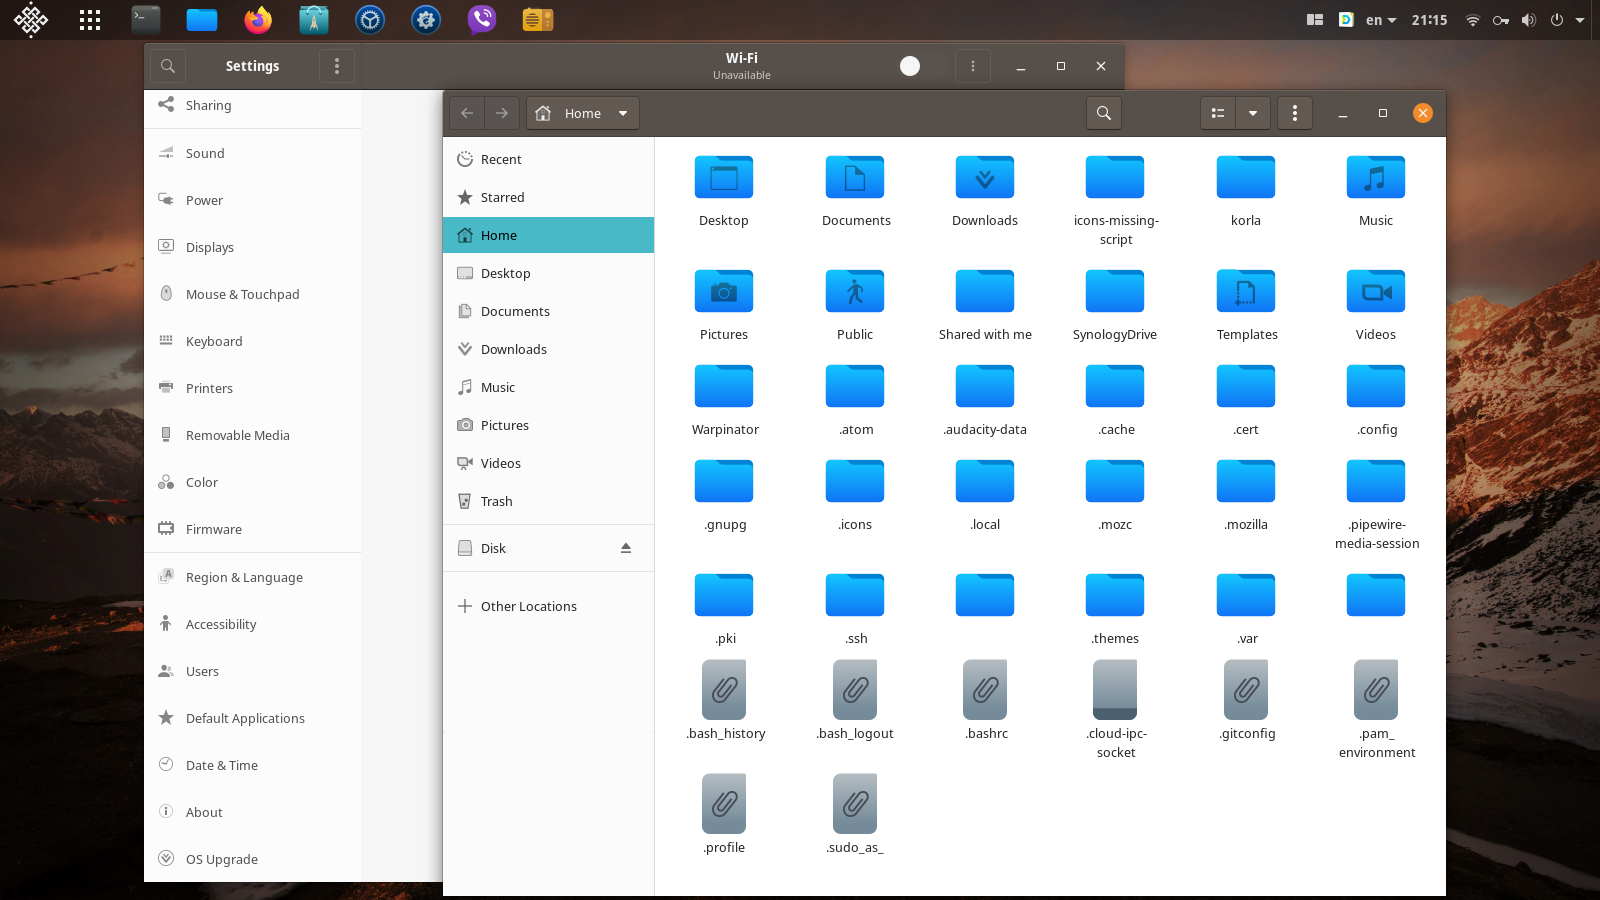 en
21:15
Settings
Wi-Fi
Unavailable
Sharing
Sound
Power
Displays
Mouse & Touchpad
Keyboard
Printers
Removable Media
Color
Firmware
Region & Language
Accessibility
Users
Default Applications
Date & Time
About
OS Upgrade
Home
Recent
Starred
Home
Desktop
Documents
Downloads
Music
Pictures
Videos
Trash
Disk
Other Locations
Desktop
Documents
Downloads
icons-missing-
script
korla
Music
Pictures
Public
Shared with me
SynologyDrive
Templates
Videos
Warpinator
.atom
.audacity-data
.cache
.cert
.config
.gnupg
.icons
.local
.mozc
.mozilla
.pipewire-
media-session
.pki
.ssh
.themes
.var
.bash_history
.bash_logout
.bashrc
.cloud-ipc-
socket
.gitconfig
.pam_
environment
.profile
.sudo_as_